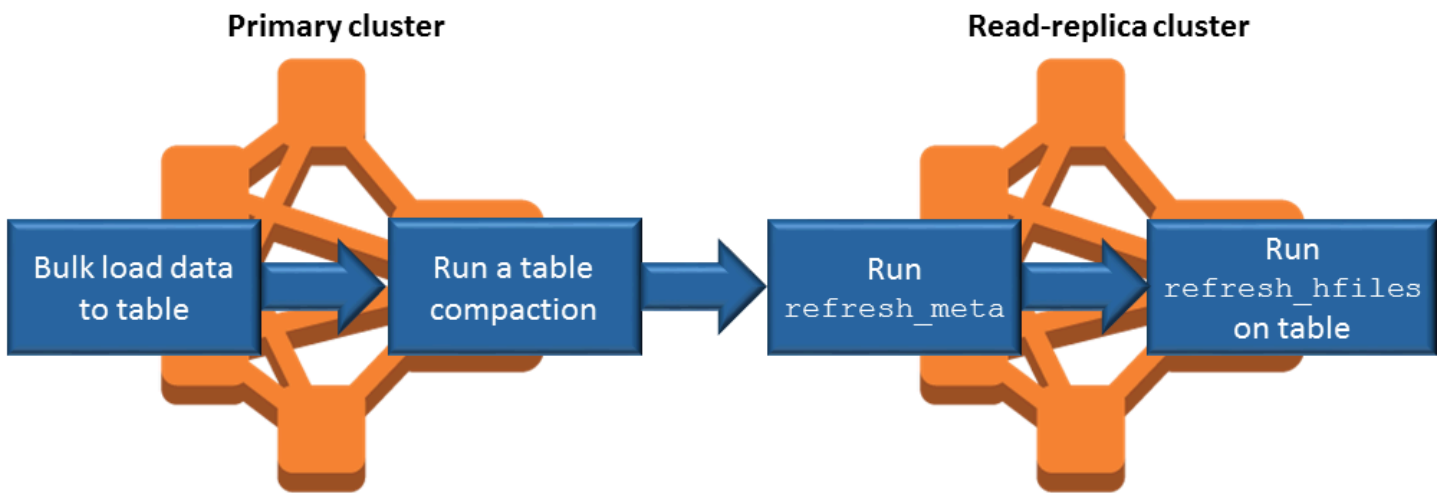 Primary cluster
Read-replica cluster
Bulk load data
to table
Run a table
compaction
Run
refresh_meta
Run
refresh_hfiles
on table